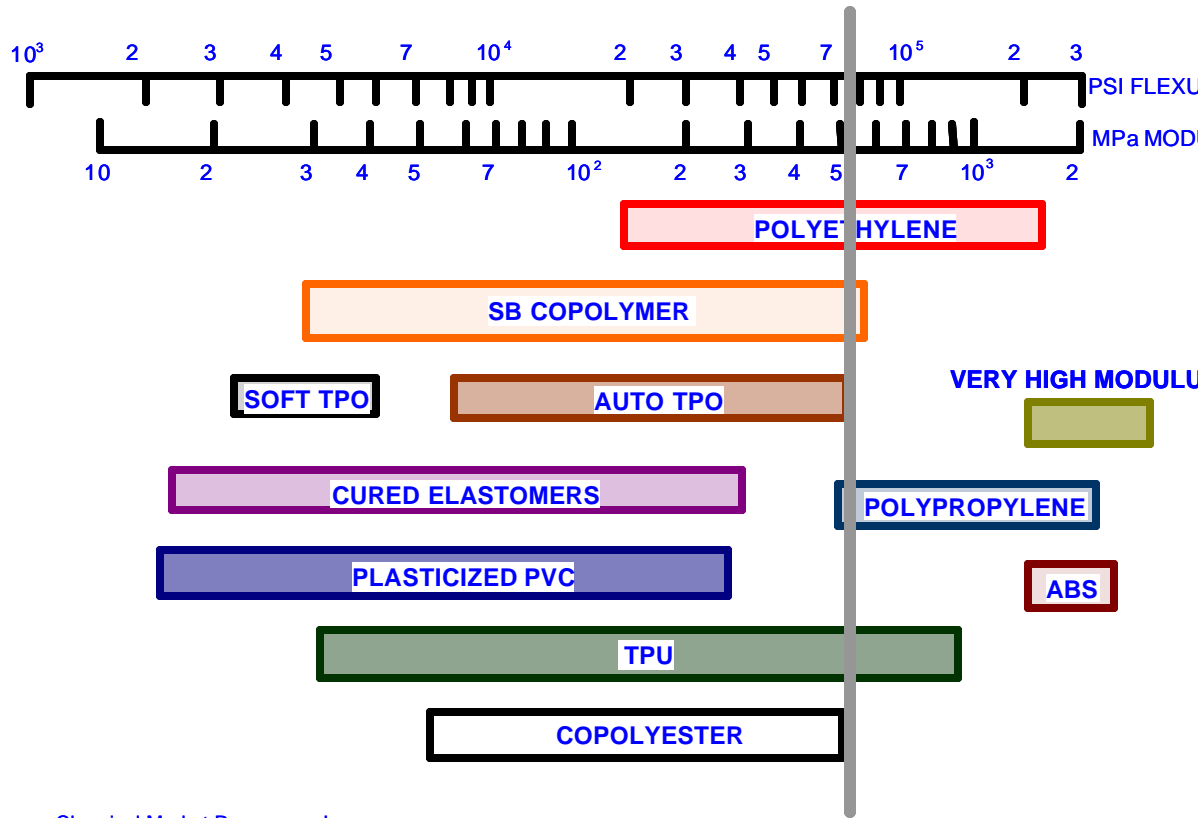 10³ 2 3 4 5 7 10⁴ 2 3 4 5 7 10⁵ 2 3
PSI FLEXU
MPa MODU
10 2 3 4 5 7 10² 2 3 4 5 7 10³ 2
POLYETHYLENE
SB COPOLYMER
VERY HIGH MODULU
SOFT TPO AUTO TPO
CURED ELASTOMERS
POLYPROPYLENE
PLASTICIZED PVC
ABS
TPU
COPOLYESTER